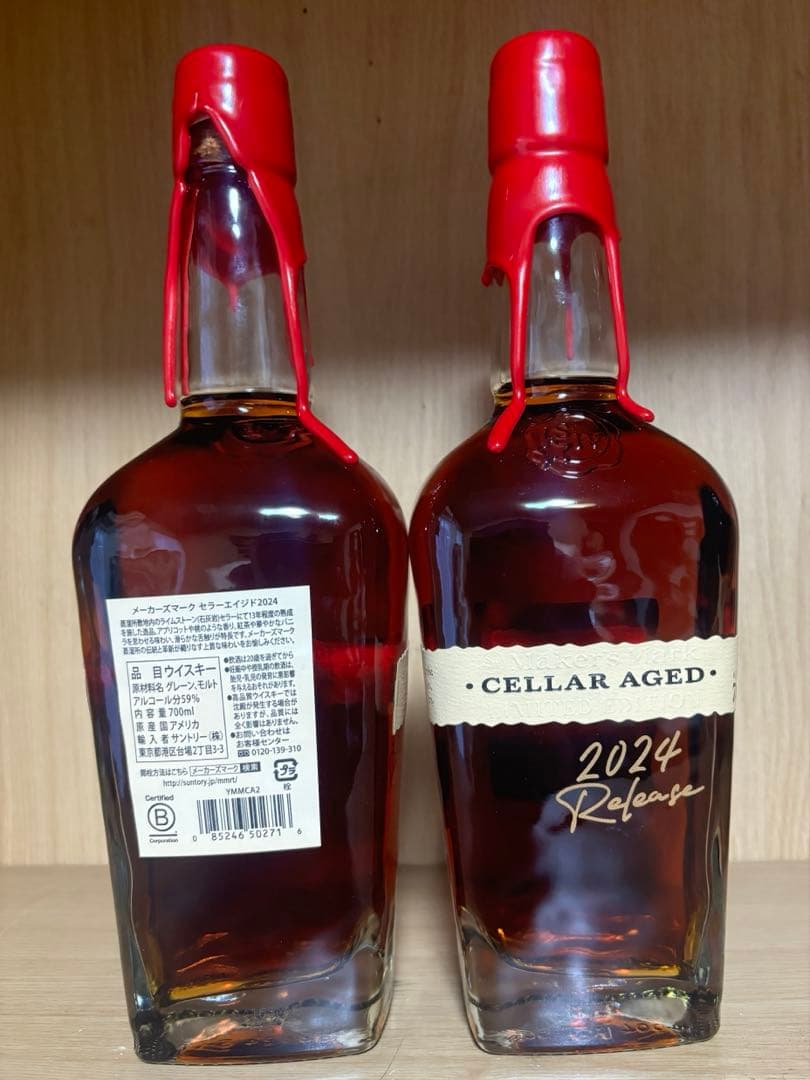 メーカーズマーク セラーエイジド2024
蒸溜所敷地内のライムストーン(石灰岩)セラーにて13年程度の熟成
を施した逸品。アプリコットや桃のような香り、紅茶や華やかなバニ
ラを思わせる味わい、滑らかな舌触りが特長です。メーカーズマーク
蒸溜所の伝統と革新が織りなす上質な味わいをお愉しみください。
品 目 ウイスキー
原材料名 グレーン、モルト
アルコール分59%
内 容 量 700ml
原 産 国 アメリカ
輸 入 者 サントリー(株)
東京都港区台場2丁目3-3
●飲酒は20歳を過ぎてから
●妊娠中や授乳期の飲酒は、
胎児・乳児の発育に悪影響
を与えるおそれがあります。
●高品質ウイスキーでは
沈殿が発生する場合が
ありますが、品質には
全く影響はありません。
●お問い合わせは
お客様センター
0120-139-310
開栓方法はこちら メーカーズマーク 検索
http://suntory.jp/mmrt/
プラ
栓
YMMCA2
Certified
B
Corporation
0 85246 50271 6
• CELLAR AGED •
2024
Release